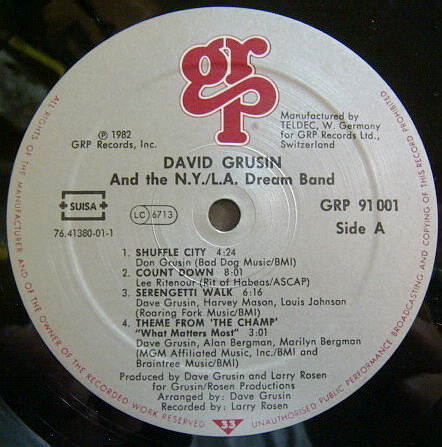 grp
℗ 1982
GRP Records, Inc.
Manufactured by
TELDEC, W. Germany
for GRP Records Ltd.,
Switzerland
DAVID GRUSIN
And the N.Y./L.A. Dream Band
SUISA
76.41380-01-1
LC 6713
GRP 91 001
Side A
1. SHUFFLE CITY 4:24
Don Grusin (Bad Dog Music/BMI)
2. COUNT DOWN 8:01
Lee Ritenour (Rit of Habeas/ASCAP)
3. SERENGETTI WALK 6:16
Dave Grusin, Harvey Mason, Louis Johnson
(Roaring Fork Music/BMI)
4. THEME FROM 'THE CHAMP'
"What Matters Most" 3:01
Dave Grusin, Alan Bergman, Marilyn Bergman
(MGM Affiliated Music, Inc./BMI and
Braintree Music/BMI)
Produced by Dave Grusin and Larry Rosen
for Grusin/Rosen Productions
Arranged by: Dave Grusin
Recorded by: Larry Rosen
33
ALL RIGHTS OF THE MANUFACTURER AND OF THE OWNER OF THE RECORDED WORK RESERVED
UNAUTHORISED PUBLIC PERFORMANCE BROADCASTING AND COPYING OF THIS RECORD PROHIBITED